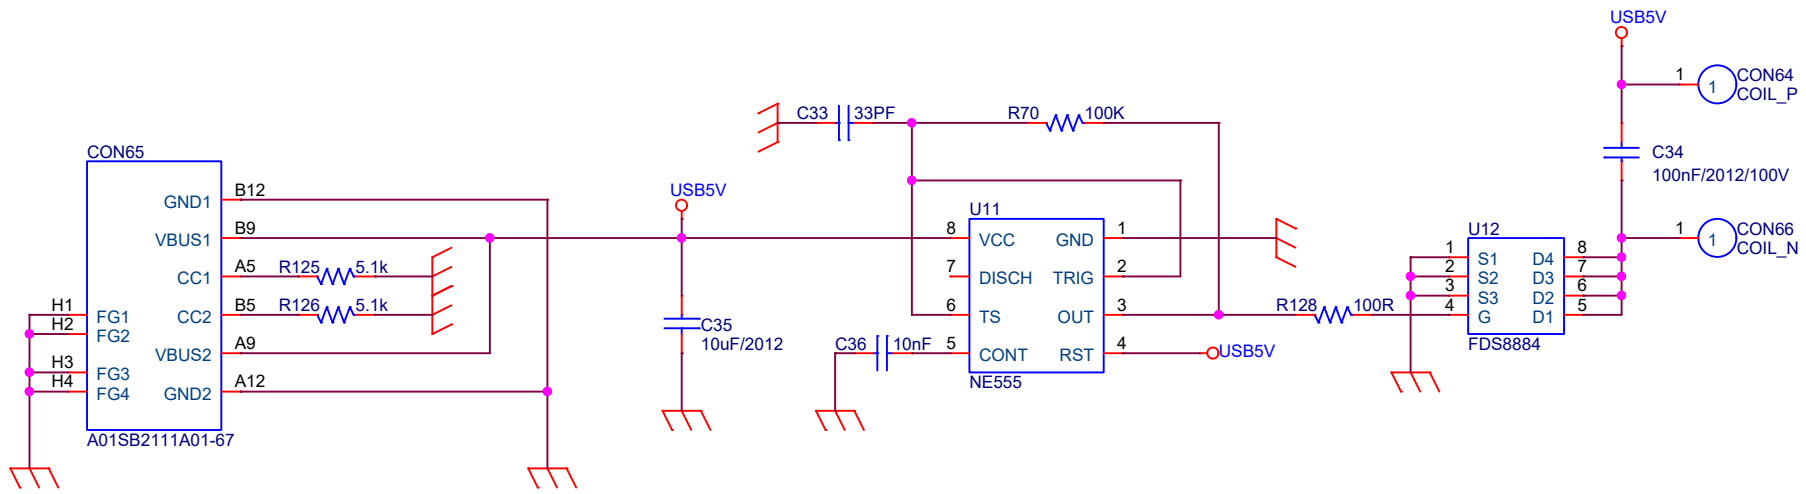 USB5V
1
1
CON64
COIL_P
C33
33PF
R70
100K
C34
100nF/2012/100V
CON65
GND1
B12
VBUS1
B9
CC1
A5
R125
5.1k
CC2
B5
R126
5.1k
VBUS2
A9
GND2
A12
H1
FG1
H2
FG2
H3
FG3
H4
FG4
A01SB2111A01-67
USB5V
C35
10uF/2012
U11
8
VCC
GND
1
7
DISCH
TRIG
2
6
TS
OUT
3
5
CONT
RST
4
NE555
C36
10nF
USB5V
R128
100R
U12
1
S1
D4
8
2
S2
D3
7
3
S3
D2
6
4
G
D1
5
FDS8884
1
1
CON66
COIL_N